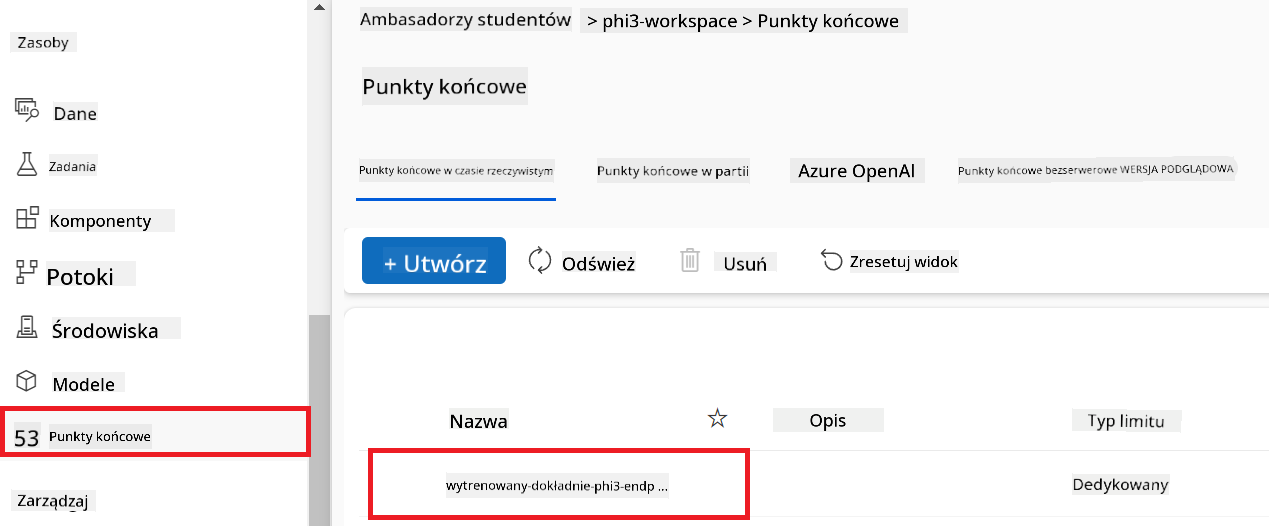 Zasoby
Dane
Zadania
Komponenty
Potoki
Środowiska
Modele
53 Punkty końcowe
Zarządzaj
Ambasadorzy studentów > phi3-workspace > Punkty końcowe
Punkty końcowe
Punkty końcowe w czasie rzeczywistym Punkty końcowe w partii Azure OpenAI Punkty końcowe bezserwerowe WERSJA PODGLĄDOWA
+ Utwórz Odśwież Usuń Zresetuj widok
Nazwa Opis Typ limitu
wytrenowany-dokładnie-phi3-endp ... Dedykowany